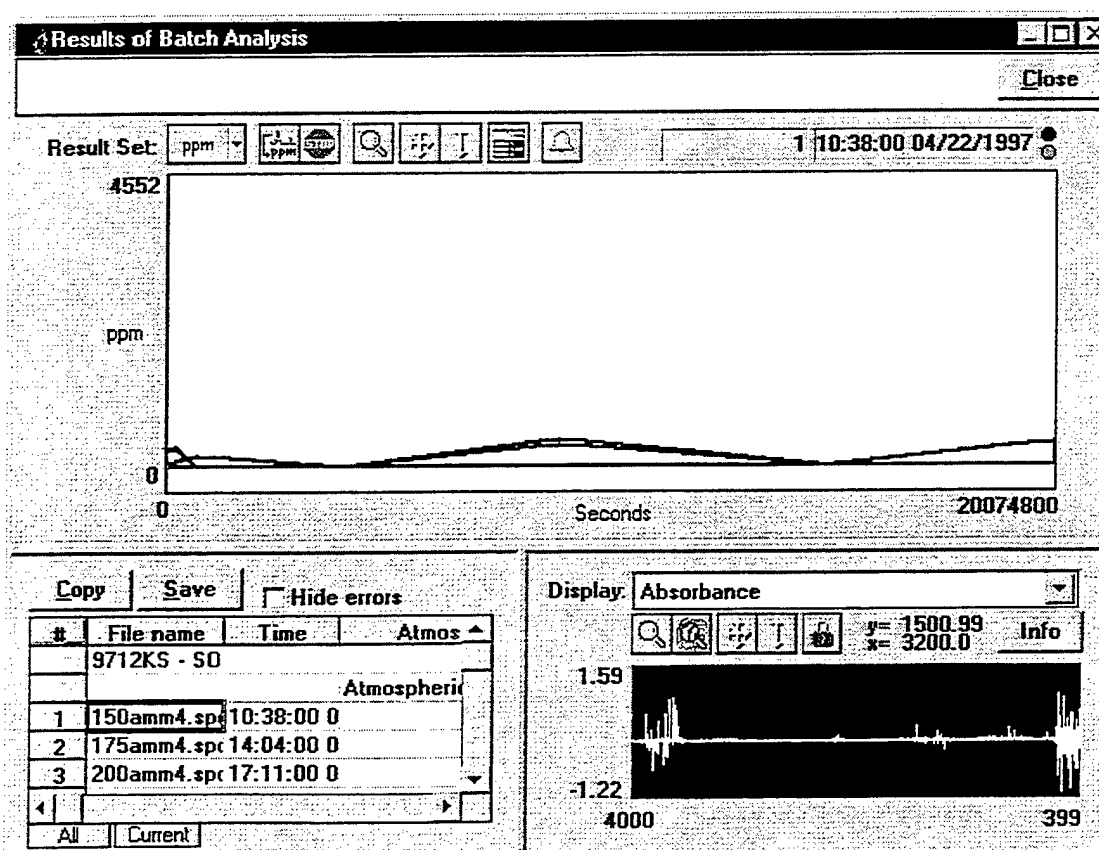 Results of Batch Analysis
Close
Result Set: ppm ppm 1 10:38:00 04/22/1997
4552
ppm
0
0 Seconds 20074800
Copy Save Hide errors
# File name Time Atmos
9712KS - SD
Atmospheric
1 150amm4.spc 10:38:00 0
2 175amm4.spc 14:04:00 0
3 200amm4.spc 17:11:00 0
All Current
Display: Absorbance
y= 1500.99
x= 3200.0
Info
1.59
-1.22
4000 399